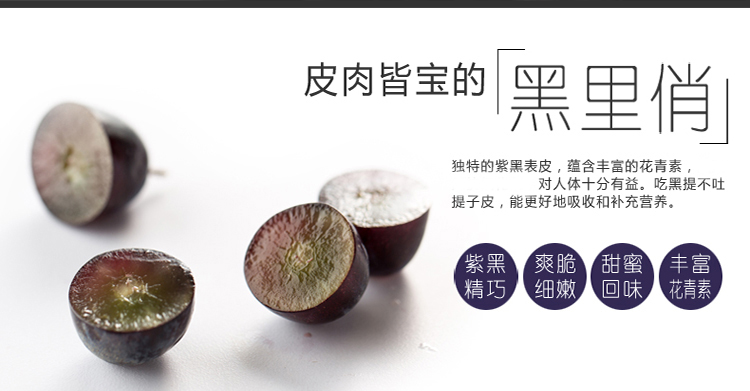 皮肉皆宝的「黑里俏」
独特的紫黑表皮，蕴含丰富的花青素，
对人体十分有益。吃黑提不吐
提子皮，能更好地吸收和补充营养。
紫黑 爽脆 甜蜜 丰富
精巧 细嫩 回味 花青素